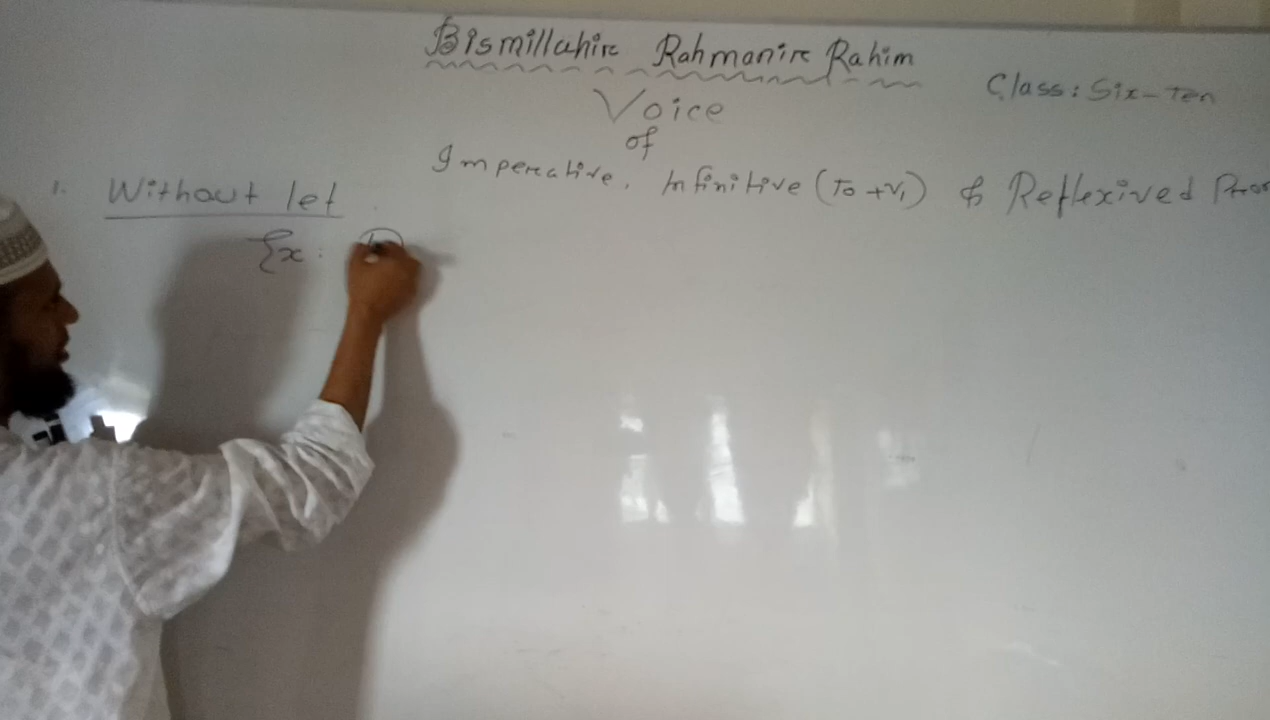 Bismillahir Rahmanir Rahim
Class: Six-Ten
Voice
of
Imperative, Infinitive (To +V1) & Reflexived
1. Without let
Ex: